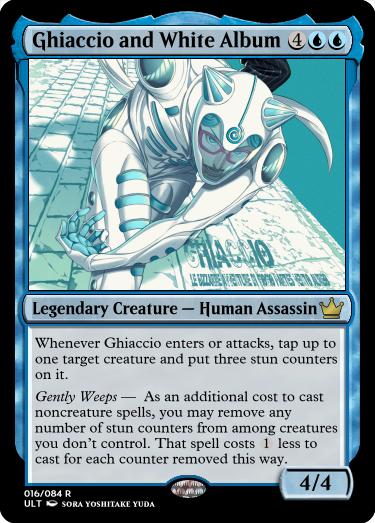 Ghiaccio and White Album 4
GHIACCIO
Legendary Creature — Human Assassin
Whenever Ghiaccio enters or attacks, tap up to
one target creature and put three stun counters
on it.
Gently Weeps — As an additional cost to cast
noncreature spells, you may remove any
number of stun counters from among creatures
you don't control. That spell costs 1 less to
cast for each counter removed this way.
4/4
016/084 R
ULT SORA YOSHITAKE YUDA